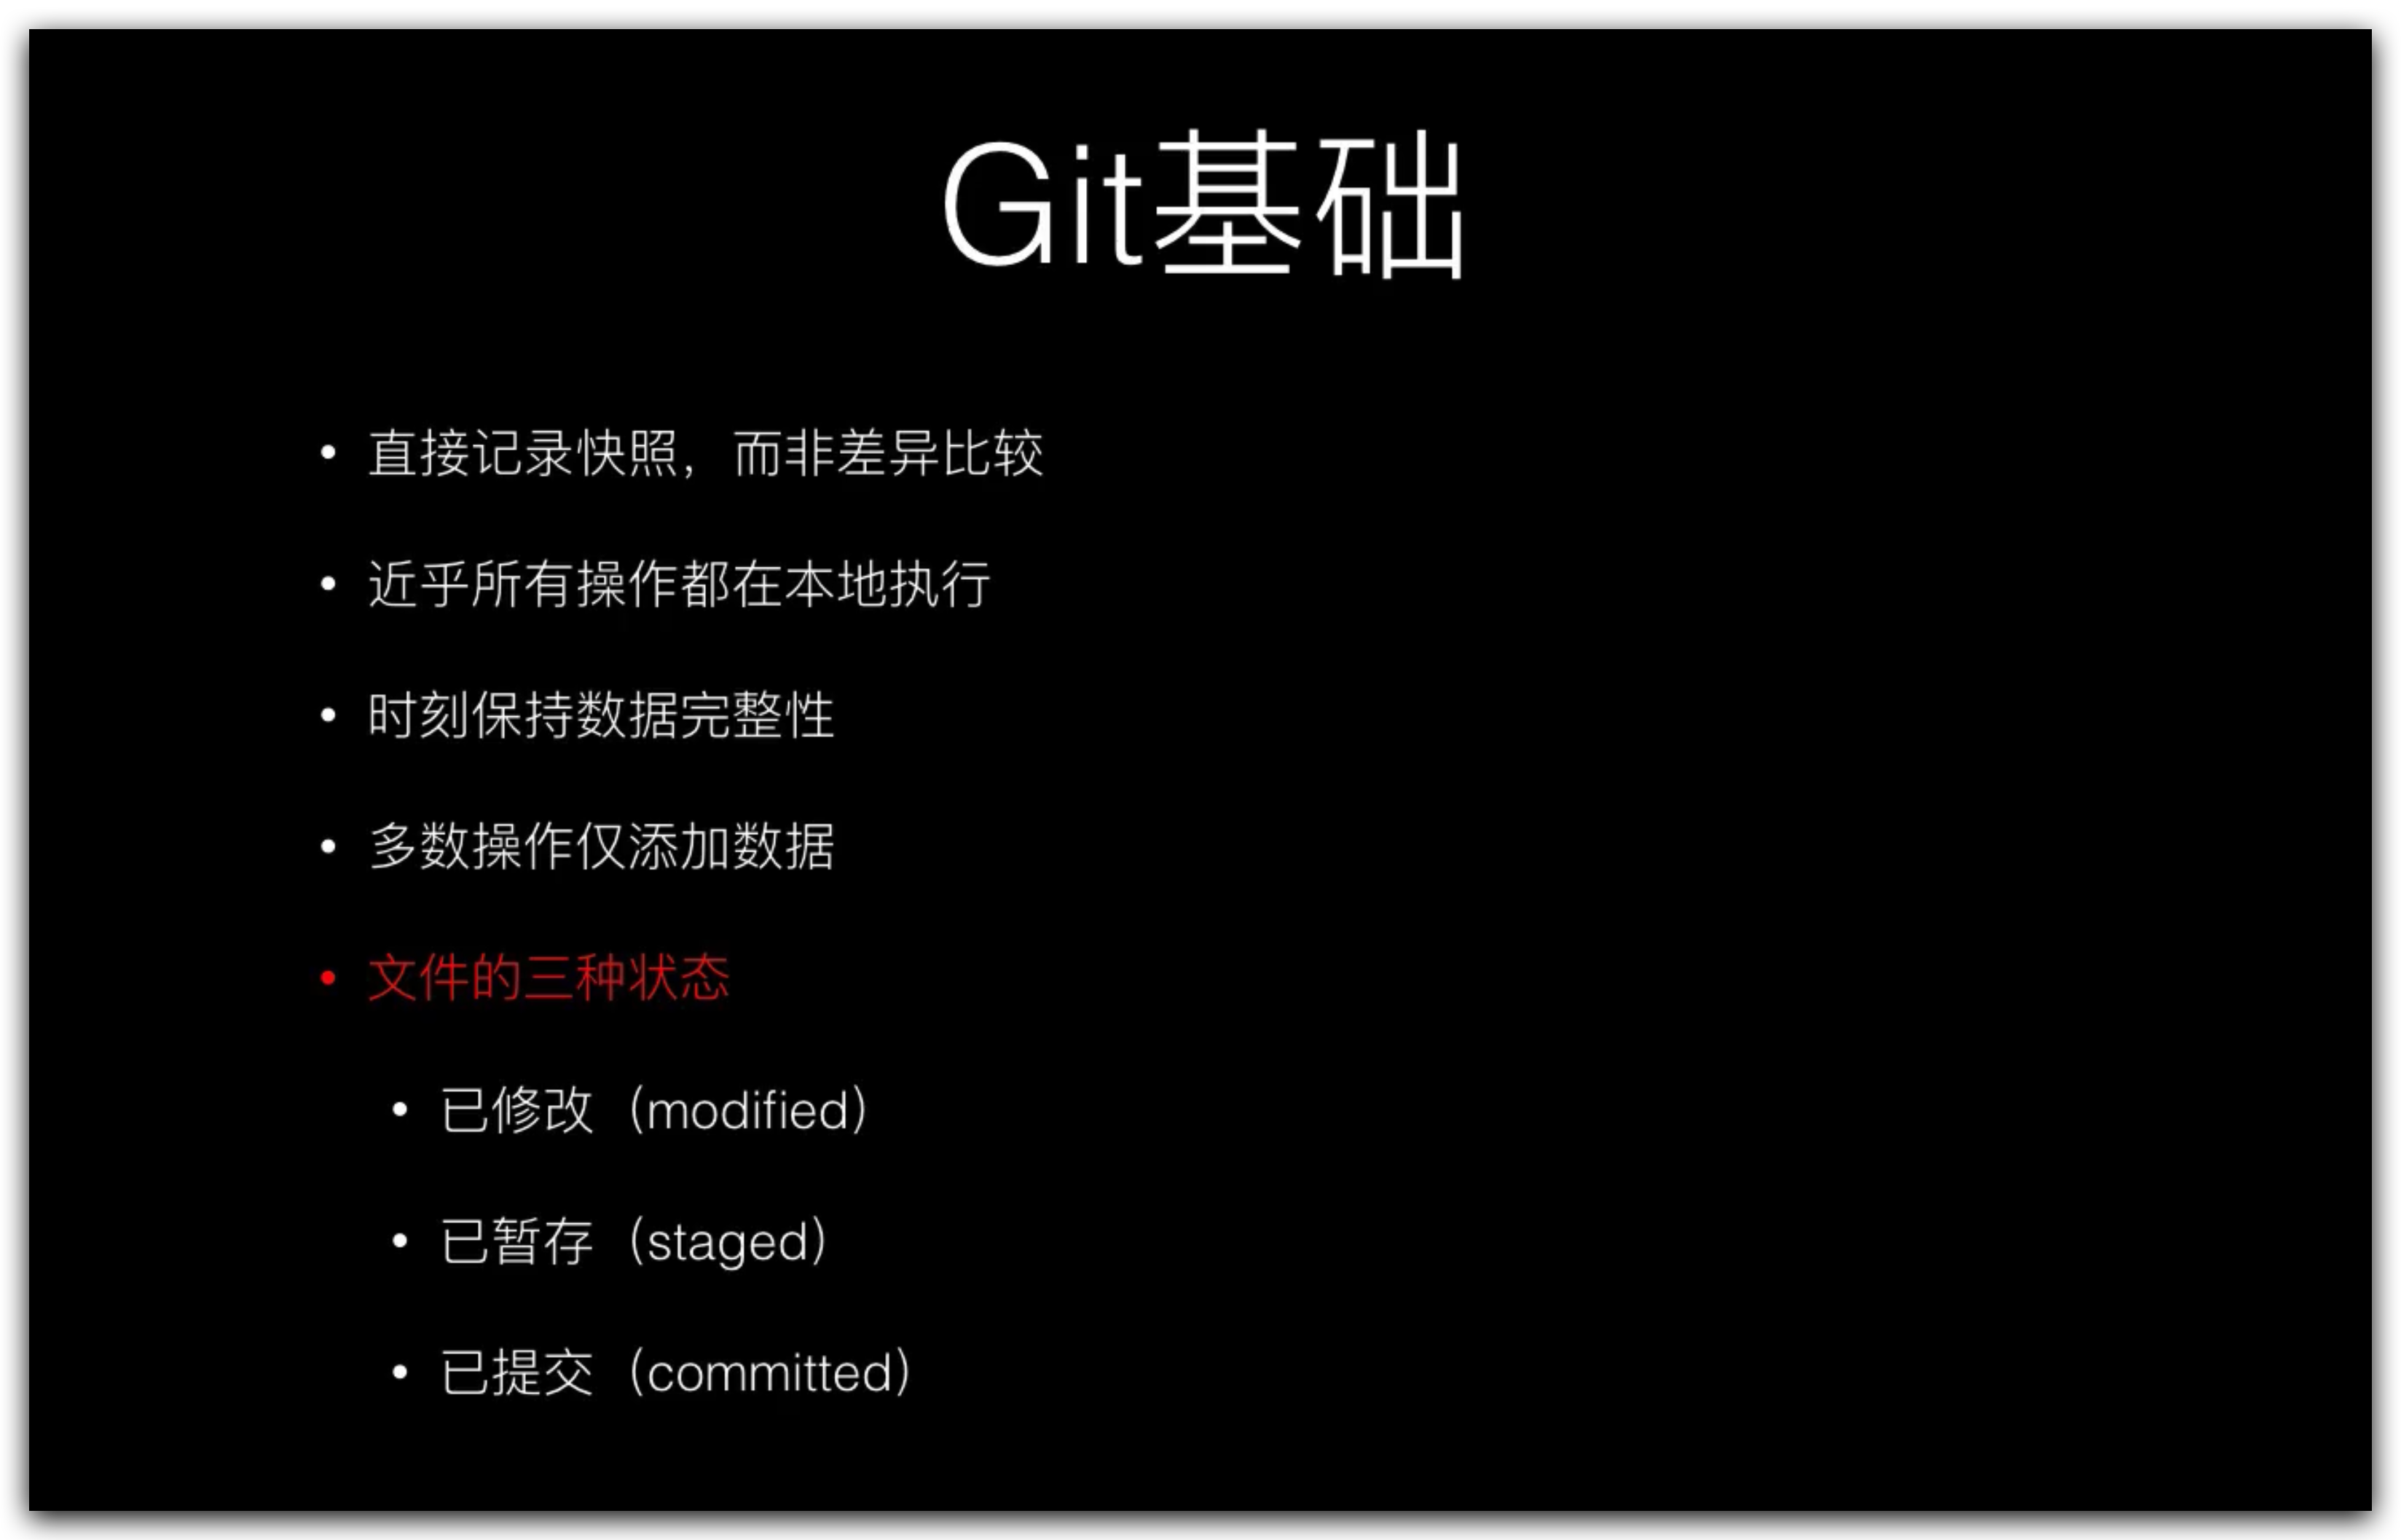 Git基础
• 直接记录快照，而非差异比较
• 近乎所有操作都在本地执行
• 时刻保持数据完整性
• 多数操作仅添加数据
• 文件的三种状态
• 已修改（modified）
• 已暂存（staged）
• 已提交（committed）